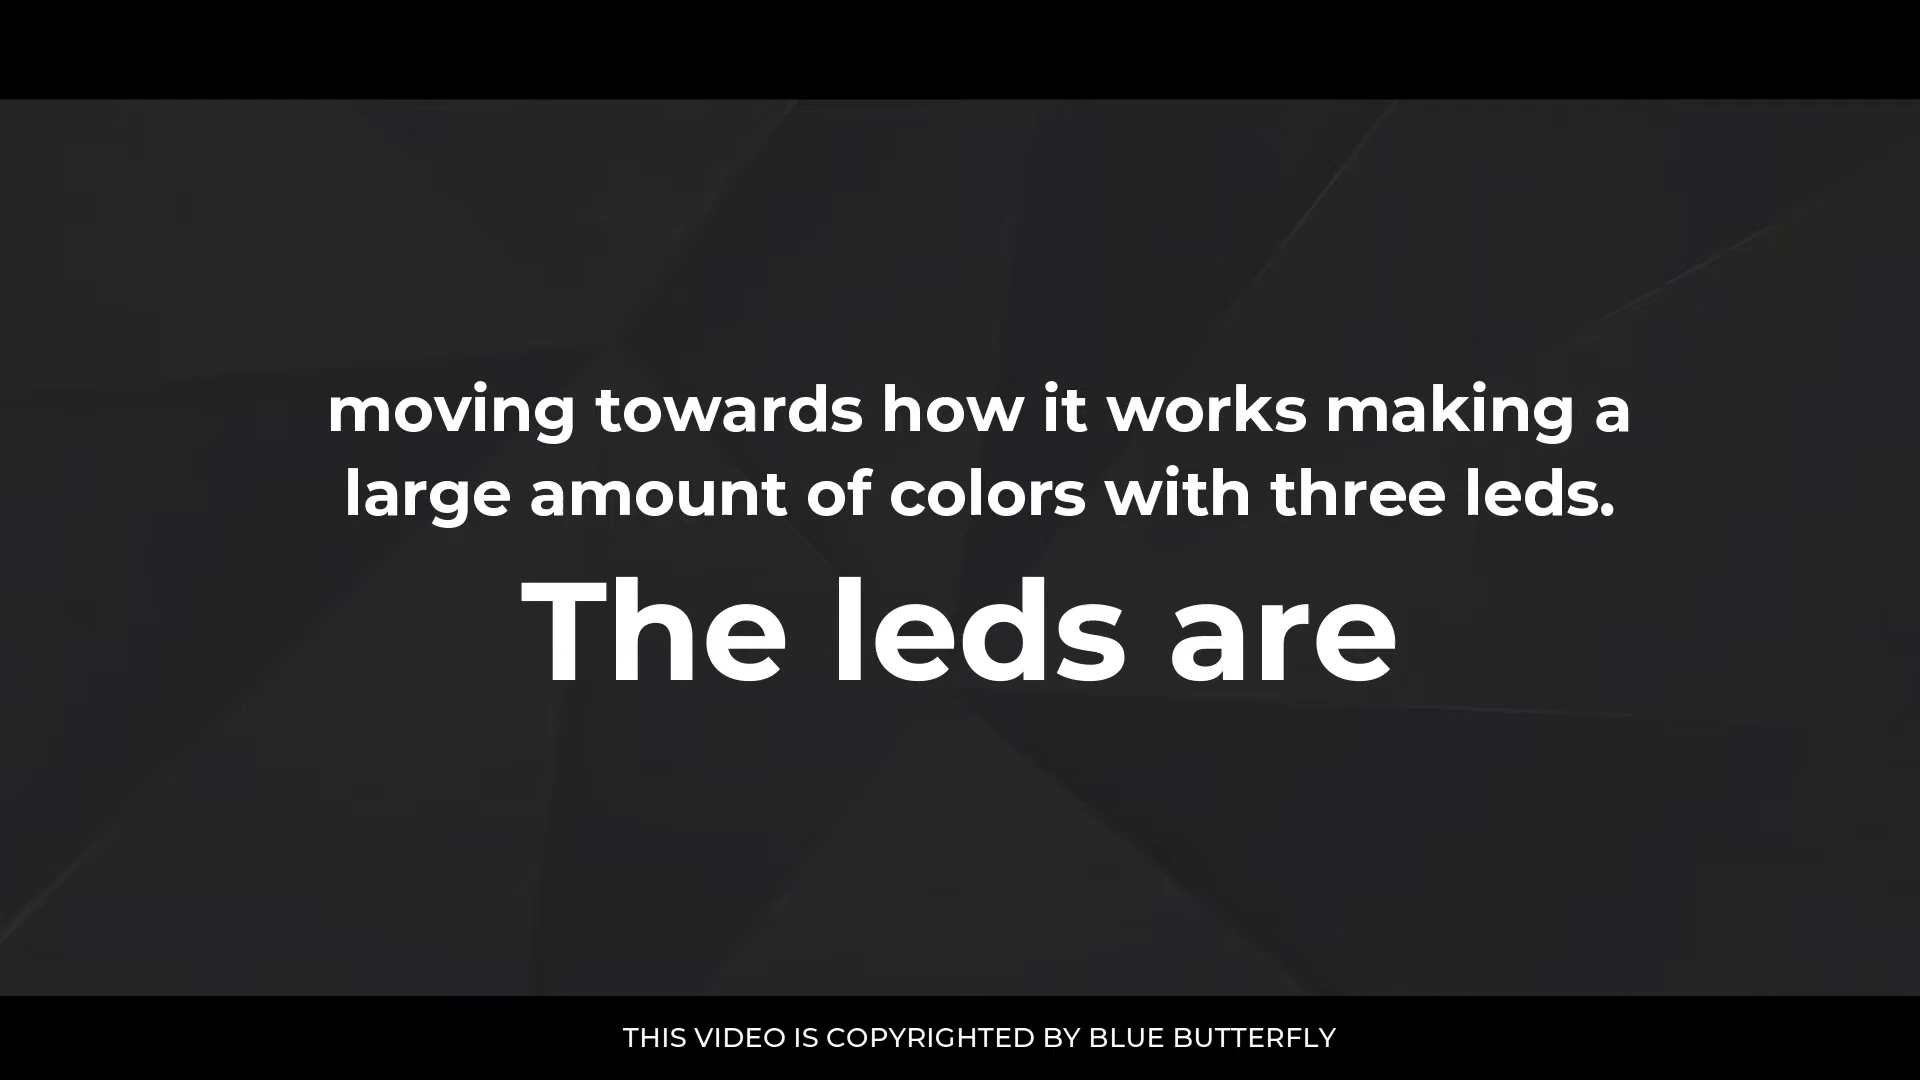 moving towards how it works making a
large amount of colors with three leds.
The leds are
THIS VIDEO IS COPYRIGHTED BY BLUE BUTTERFLY